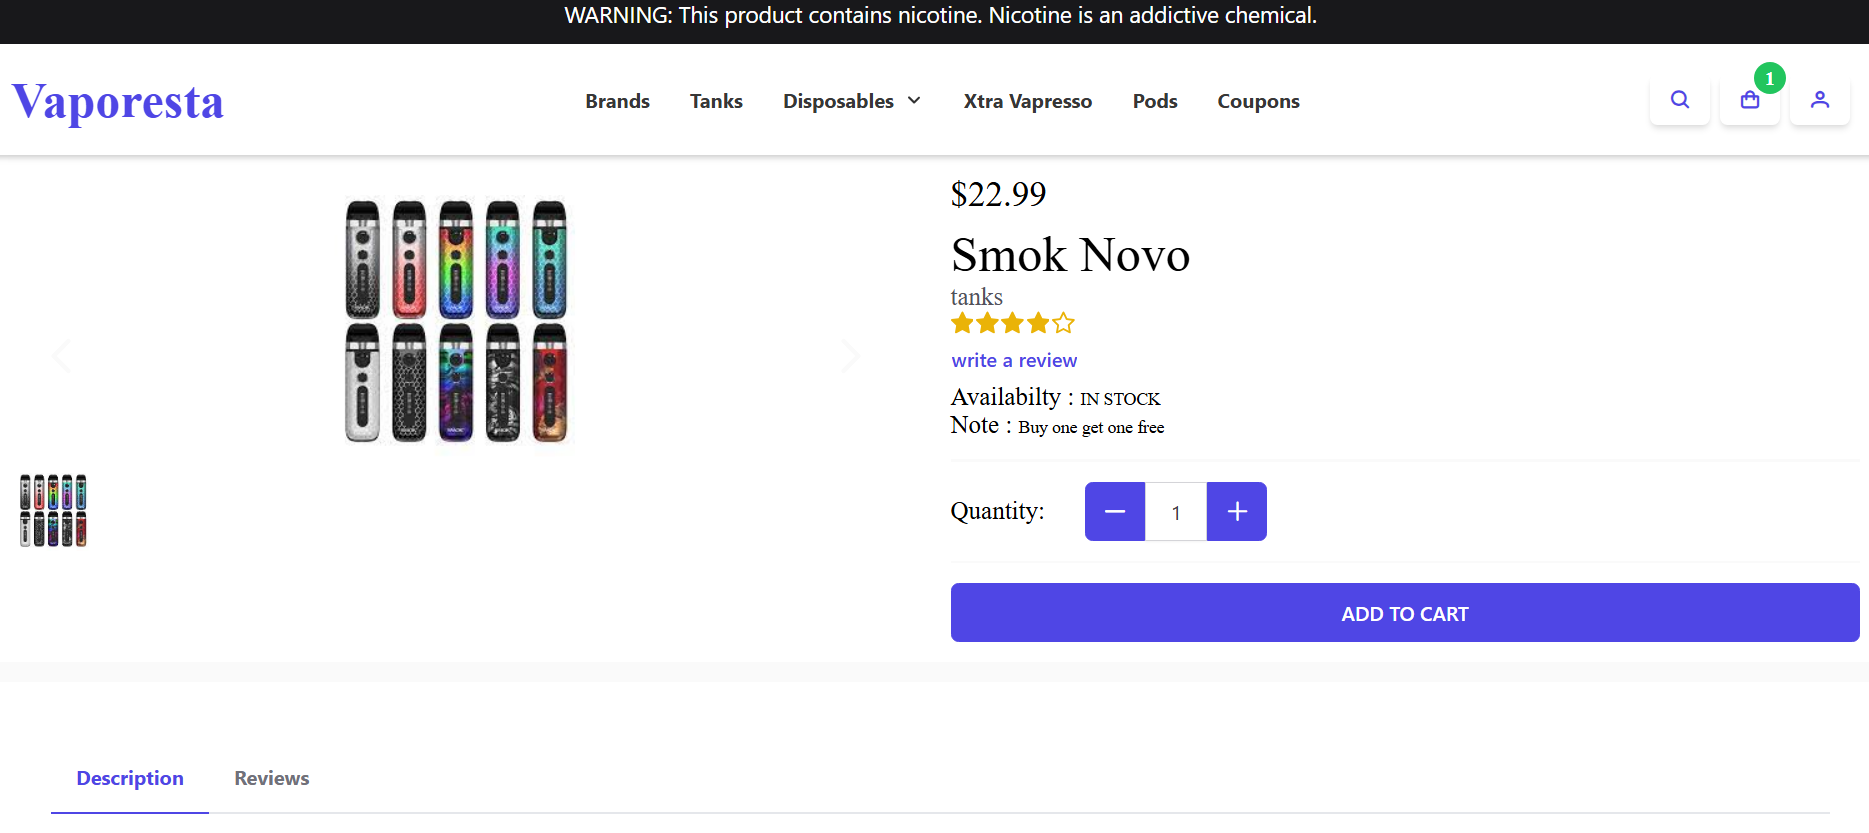 WARNING: This product contains nicotine. Nicotine is an addictive chemical.
Vaporesta
Brands
Tanks
Disposables
Xtra Vapresso
Pods
Coupons
1
$22.99
Smok Novo
tanks
write a review
Availabilty : IN STOCK
Note : Buy one get one free
Quantity:
1
ADD TO CART
Description
Reviews